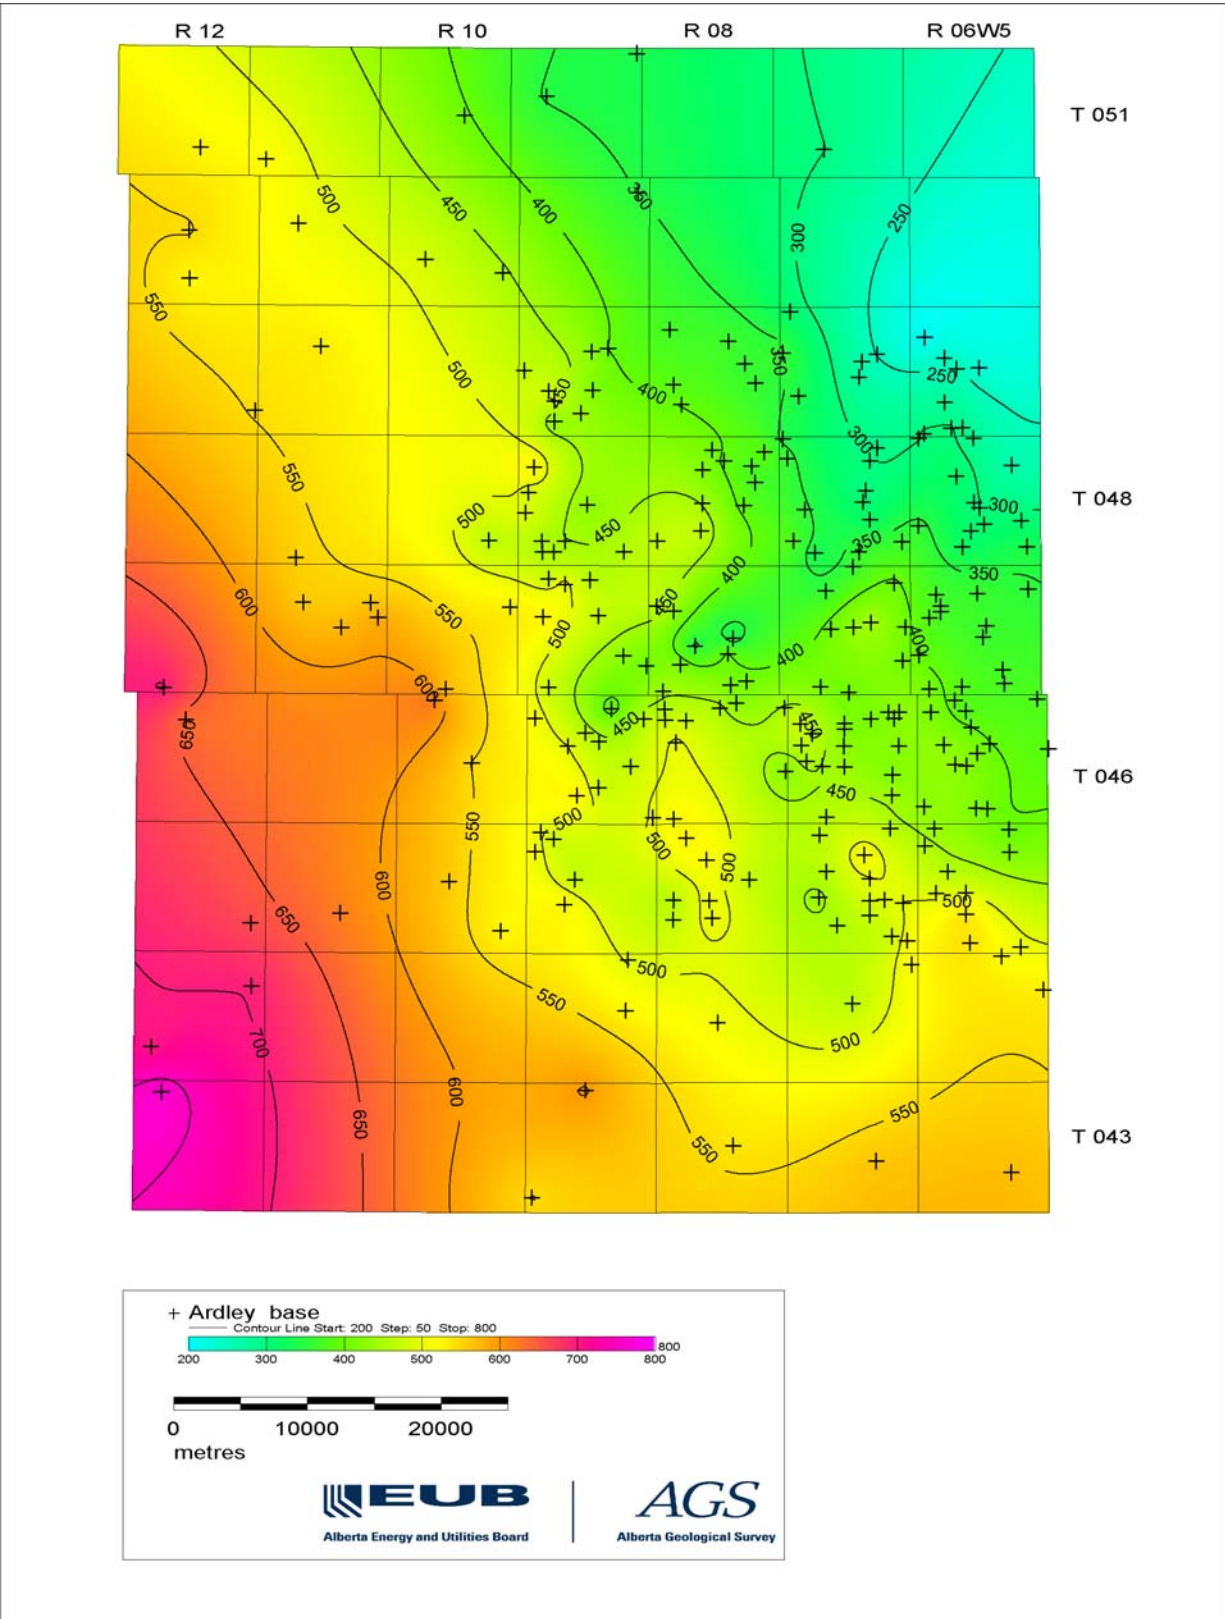 R 12 R 10 R 08 R 06W5
T 051
500 450 400 350 300 250
550
500 450 400 350 250
300
550 500 450 400 350 300
T 048
600 550 500 450 400 350
400
650 600 450 450 450
T 046
550 500 500 500 450
600
650 500
500
550
700 500
650 600 550 550
T 043
+ Ardley base
Contour Line Start: 200 Step: 50 Stop: 800
800
200 300 400 500 600 700 800
0 10000 20000
metres
EUB AGS
Alberta Energy and Utilities Board Alberta Geological Survey